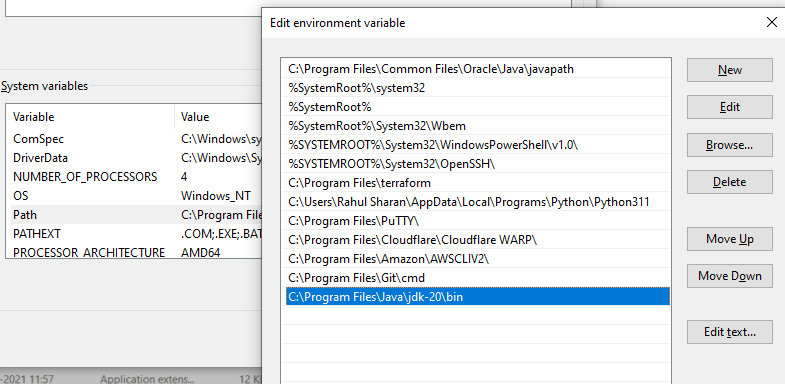 Edit environment variable
C:\Program Files\Common Files\Oracle\Java\javapath
%SystemRoot%\system32
%SystemRoot%
%SystemRoot%\System32\Wbem
%SYSTEMROOT%\System32\WindowsPowerShell\v1.0\
%SYSTEMROOT%\System32\OpenSSH\
C:\Program Files\terraform
C:\Users\Rahul Sharan\AppData\Local\Programs\Python\Python311
C:\Program Files\PuTTY\
C:\Program Files\Cloudflare\Cloudflare WARP\
C:\Program Files\Amazon\AWSCLIV2\
C:\Program Files\Git\cmd
C:\Program Files\Java\jdk-20\bin
New
Edit
Browse...
Delete
Move Up
Move Down
Edit text...
System variables
Variable Value
ComSpec C:\Windows\sy
DriverData C:\Windows\Sy
NUMBER_OF_PROCESSORS 4
OS Windows_NT
Path C:\Program File
PATHEXT .COM;.EXE;.BAT
PROCESSOR_ARCHITECTURE AMD64
-2021 11:57 Application extens... 12 K